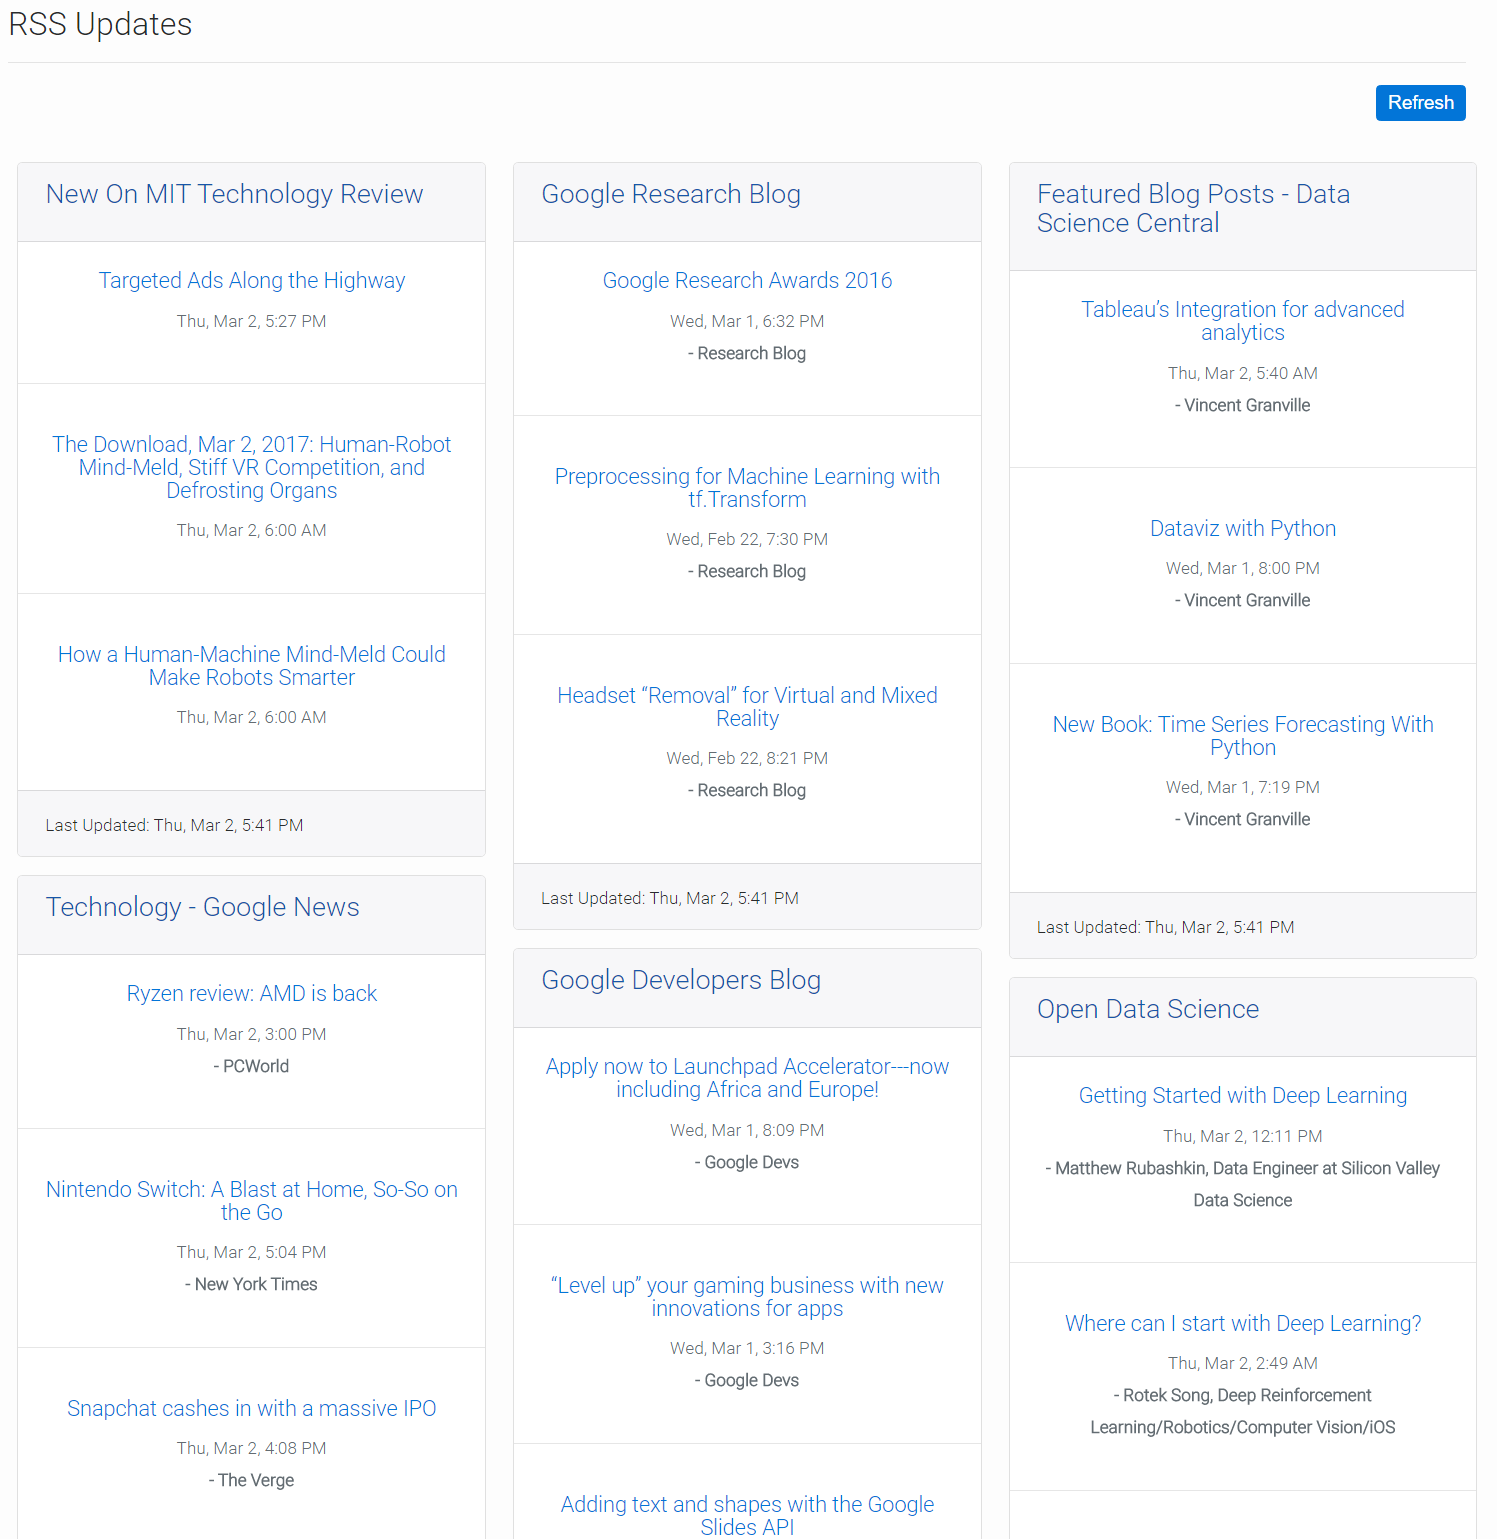 RSS Updates
Refresh
New On MIT Technology Review
Targeted Ads Along the Highway
Thu, Mar 2, 5:27 PM
The Download, Mar 2, 2017: Human-Robot
Mind-Meld, Stiff VR Competition, and
Defrosting Organs
Thu, Mar 2, 6:00 AM
How a Human-Machine Mind-Meld Could
Make Robots Smarter
Thu, Mar 2, 6:00 AM
Last Updated: Thu, Mar 2, 5:41 PM
Technology - Google News
Ryzen review: AMD is back
Thu, Mar 2, 3:00 PM
- PCWorld
Nintendo Switch: A Blast at Home, So-So on
the Go
Thu, Mar 2, 5:04 PM
- New York Times
Snapchat cashes in with a massive IPO
Thu, Mar 2, 4:08 PM
- The Verge
Google Research Blog
Google Research Awards 2016
Wed, Mar 1, 6:32 PM
- Research Blog
Preprocessing for Machine Learning with
tf.Transform
Wed, Feb 22, 7:30 PM
- Research Blog
Headset “Removal” for Virtual and Mixed
Reality
Wed, Feb 22, 8:21 PM
- Research Blog
Last Updated: Thu, Mar 2, 5:41 PM
Google Developers Blog
Apply now to Launchpad Accelerator---now
including Africa and Europe!
Wed, Mar 1, 8:09 PM
- Google Devs
“Level up” your gaming business with new
innovations for apps
Wed, Mar 1, 3:16 PM
- Google Devs
Adding text and shapes with the Google
Slides API
Featured Blog Posts - Data
Science Central
Tableau’s Integration for advanced
analytics
Thu, Mar 2, 5:40 AM
- Vincent Granville
Dataviz with Python
Wed, Mar 1, 8:00 PM
- Vincent Granville
New Book: Time Series Forecasting With
Python
Wed, Mar 1, 7:19 PM
- Vincent Granville
Last Updated: Thu, Mar 2, 5:41 PM
Open Data Science
Getting Started with Deep Learning
Thu, Mar 2, 12:11 PM
- Matthew Rubashkin, Data Engineer at Silicon Valley
Data Science
Where can I start with Deep Learning?
Thu, Mar 2, 2:49 AM
- Rotek Song, Deep Reinforcement
Learning/Robotics/Computer Vision/iOS